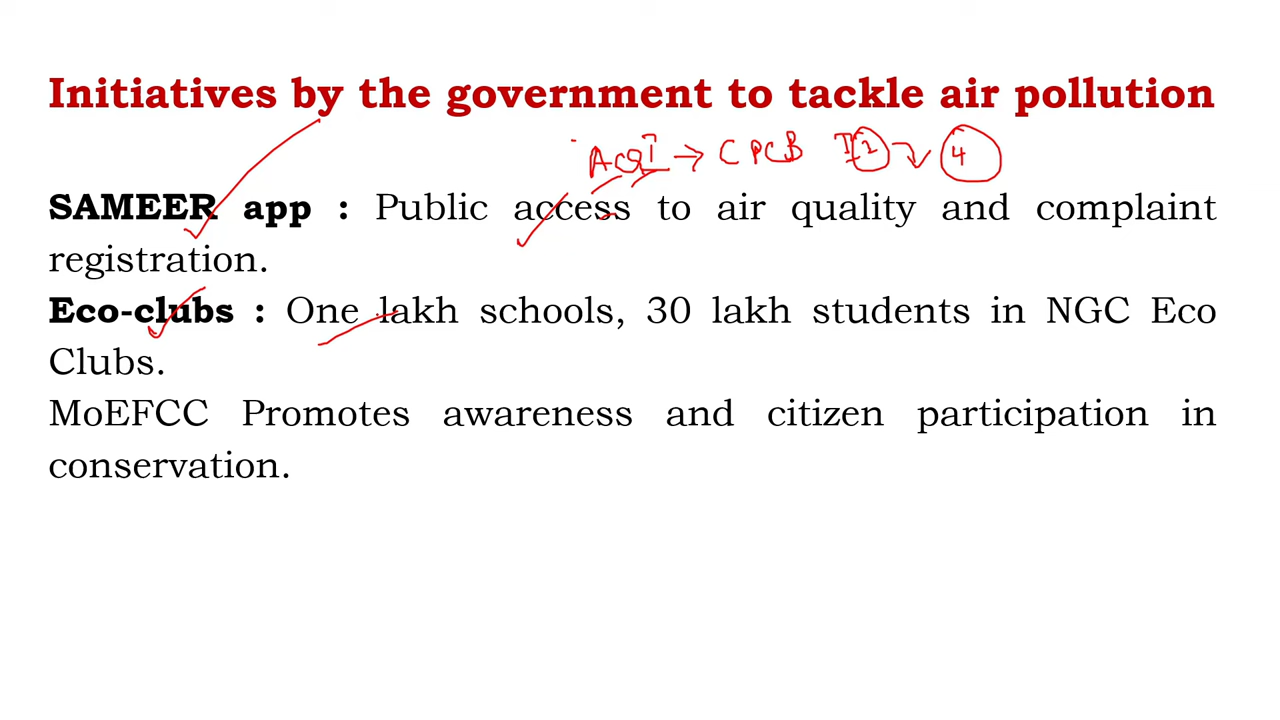 Initiatives by the government to tackle air pollution
AQI → CPCB
SAMEER app : Public access to air quality and complaint
registration.
Eco-clubs : One lakh schools, 30 lakh students in NGC Eco
Clubs.
MoEFCC Promotes awareness and citizen participation in
conservation.